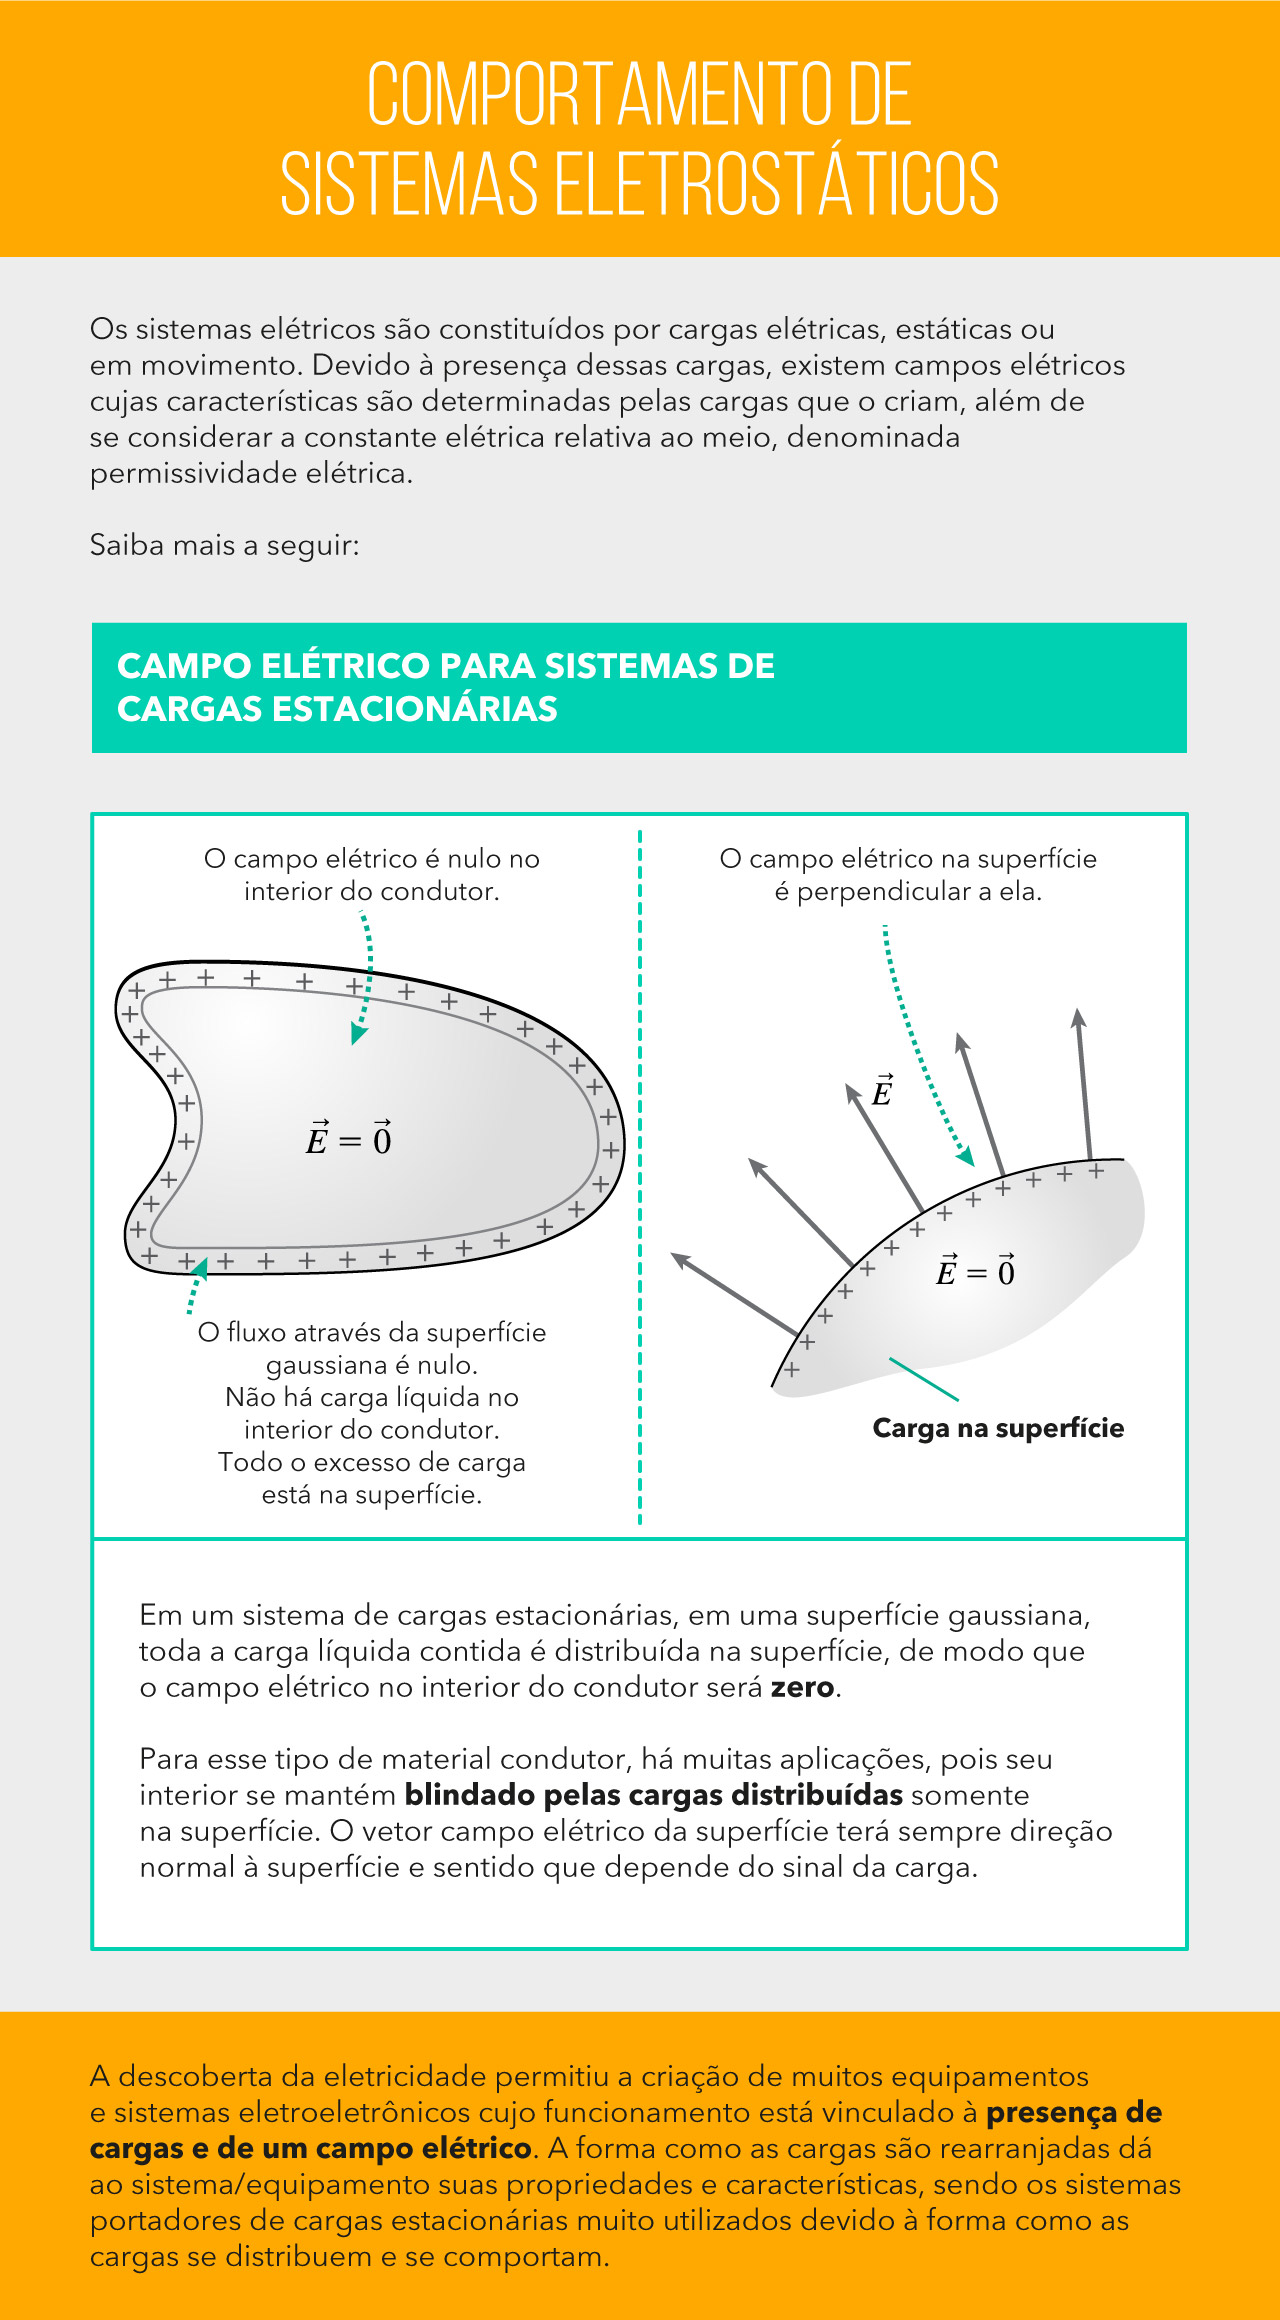 COMPORTAMENTO DE
SISTEMAS ELETROSTÁTICOS
Os sistemas elétricos são constituídos por cargas elétricas, estáticas ou
em movimento. Devido à presença dessas cargas, existem campos elétricos
cujas características são determinadas pelas cargas que o criam, além de
se considerar a constante elétrica relativa ao meio, denominada
permissividade elétrica.
Saiba mais a seguir:
CAMPO ELÉTRICO PARA SISTEMAS DE
CARGAS ESTACIONÁRIAS
O campo elétrico é nulo no
interior do condutor.
E⃗ = 0⃗
O fluxo através da superfície
gaussiana é nulo.
Não há carga líquida no
interior do condutor.
Todo o excesso de carga
está na superfície.
O campo elétrico na superfície
é perpendicular a ela.
E⃗
E⃗ = 0⃗
Carga na superfície
Em um sistema de cargas estacionárias, em uma superfície gaussiana,
toda a carga líquida contida é distribuída na superfície, de modo que
o campo elétrico no interior do condutor será zero.
Para esse tipo de material condutor, há muitas aplicações, pois seu
interior se mantém blindado pelas cargas distribuídas somente
na superfície. O vetor campo elétrico da superfície terá sempre direção
normal à superfície e sentido que depende do sinal da carga.
A descoberta da eletricidade permitiu a criação de muitos equipamentos
e sistemas eletroeletrônicos cujo funcionamento está vinculado à presença de
cargas e de um campo elétrico. A forma como as cargas são rearranjadas dá
ao sistema/equipamento suas propriedades e características, sendo os sistemas
portadores de cargas estacionárias muito utilizados devido à forma como as
cargas se distribuem e se comportam.